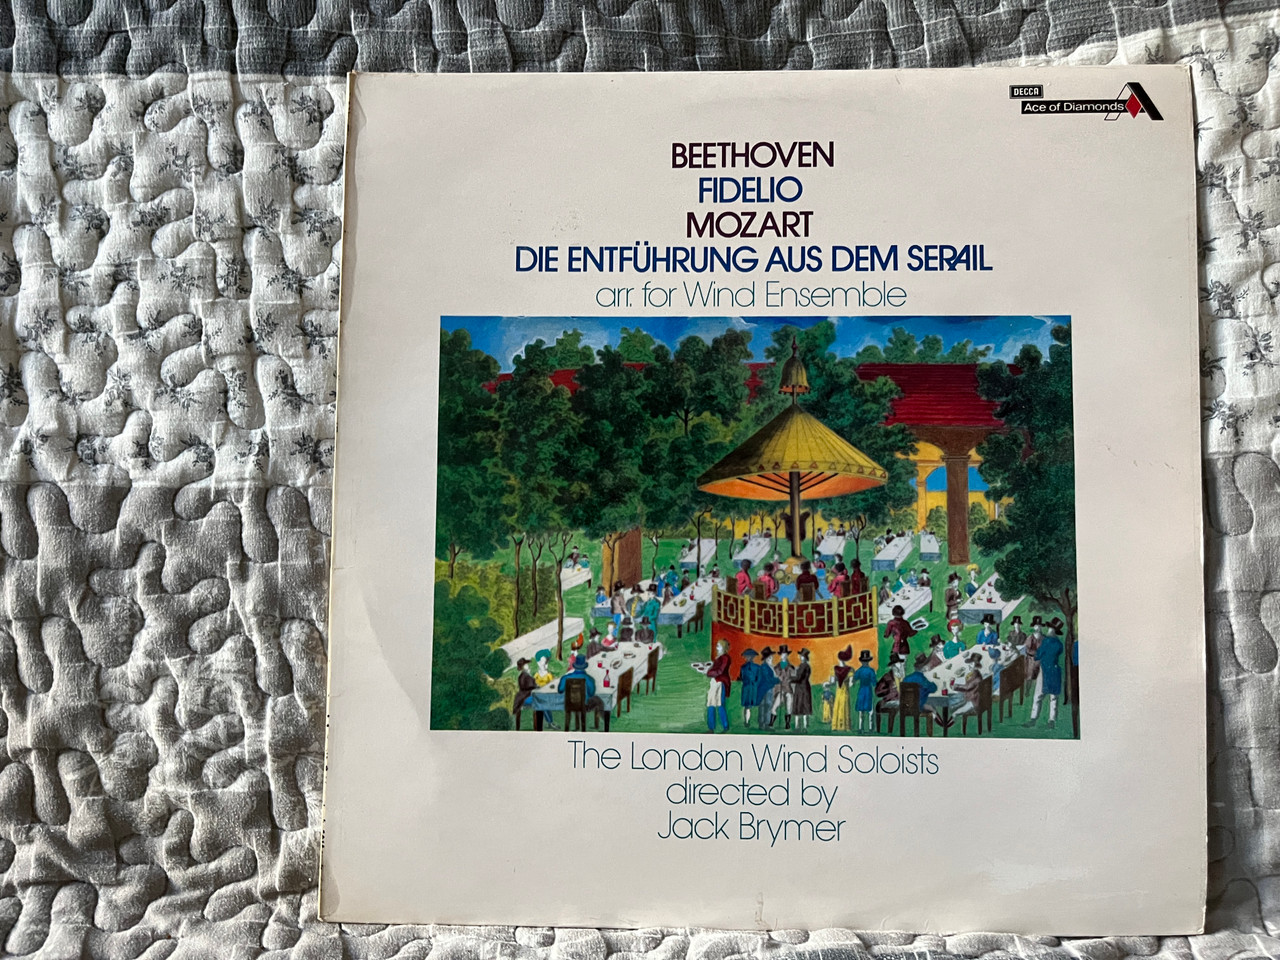 DECCA
Ace of Diamonds
BEETHOVEN
FIDELIO
MOZART
DIE ENTFÜHRUNG AUS DEM SERAIL
arr. for Wind Ensemble
The London Wind Soloists
directed by
Jack Brymer